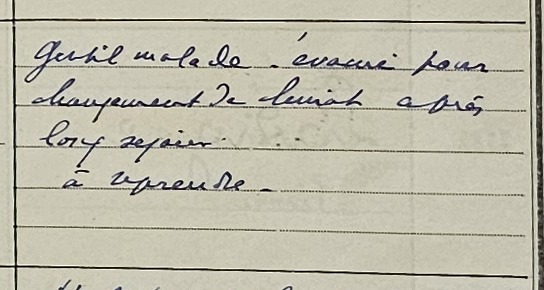 Gentil malade. évacué pour
changement de climat après
long séjour.
à reprendre.